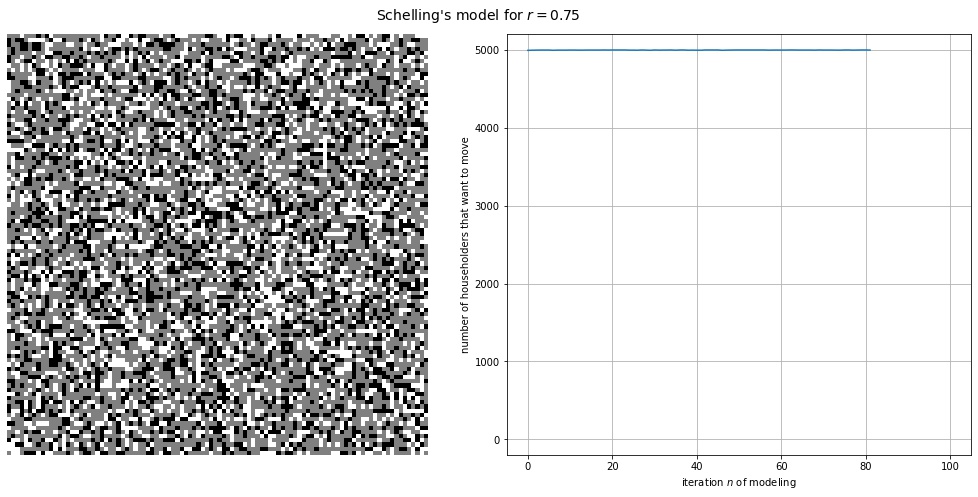 Schelling's model for r = 0.75
number of householders that want to move
5000
4000
3000
2000
1000
0
0 20 40 60 80 100
iteration n of modeling